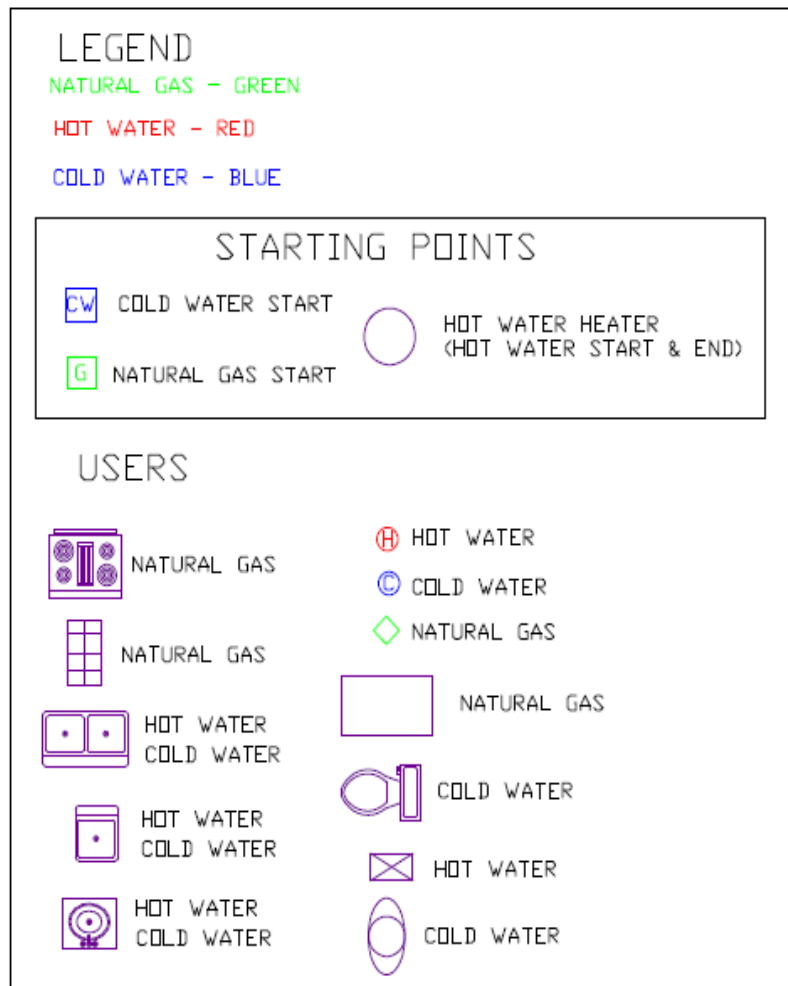 LEGEND
NATURAL GAS - GREEN
HOT WATER - RED
COLD WATER - BLUE
STARTING POINTS
CW COLD WATER START
HOT WATER HEATER
(HOT WATER START & END)
G NATURAL GAS START
USERS
NATURAL GAS
NATURAL GAS
HOT WATER
COLD WATER
HOT WATER
COLD WATER
HOT WATER
COLD WATER
H HOT WATER
C COLD WATER
NATURAL GAS
NATURAL GAS
COLD WATER
HOT WATER
COLD WATER